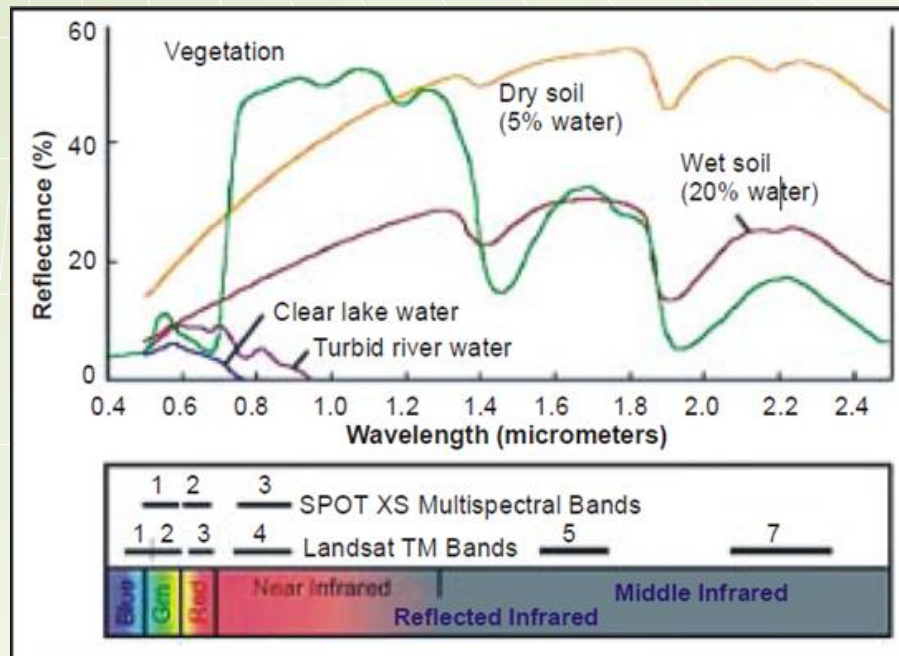 60
Vegetation
Dry soil
(5% water)
40
Wet soil
(20% water)
Reflectance (%)
20
Clear lake water
Turbid river water
0
0.4 0.6 0.8 1.0 1.2 1.4 1.6 1.8 2.0 2.2 2.4
Wavelength (micrometers)
1 2 3 SPOT XS Multispectral Bands
1 2 3 4 Landsat TM Bands 5 7
Blue Grn Red Near Infrared Middle Infrared
Reflected Infrared